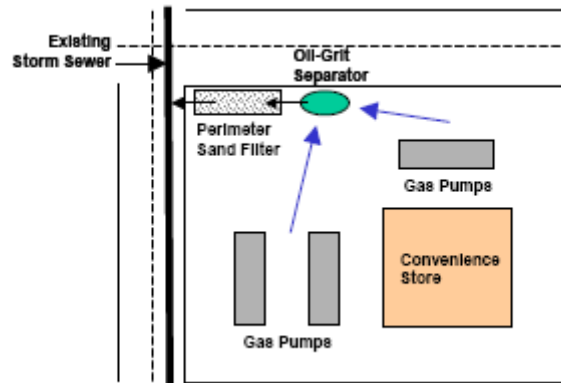 Existing
Storm Sewer
Oil-Grit
Separator
Perimeter
Sand Filter
Gas Pumps
Convenience
Store
Gas Pumps